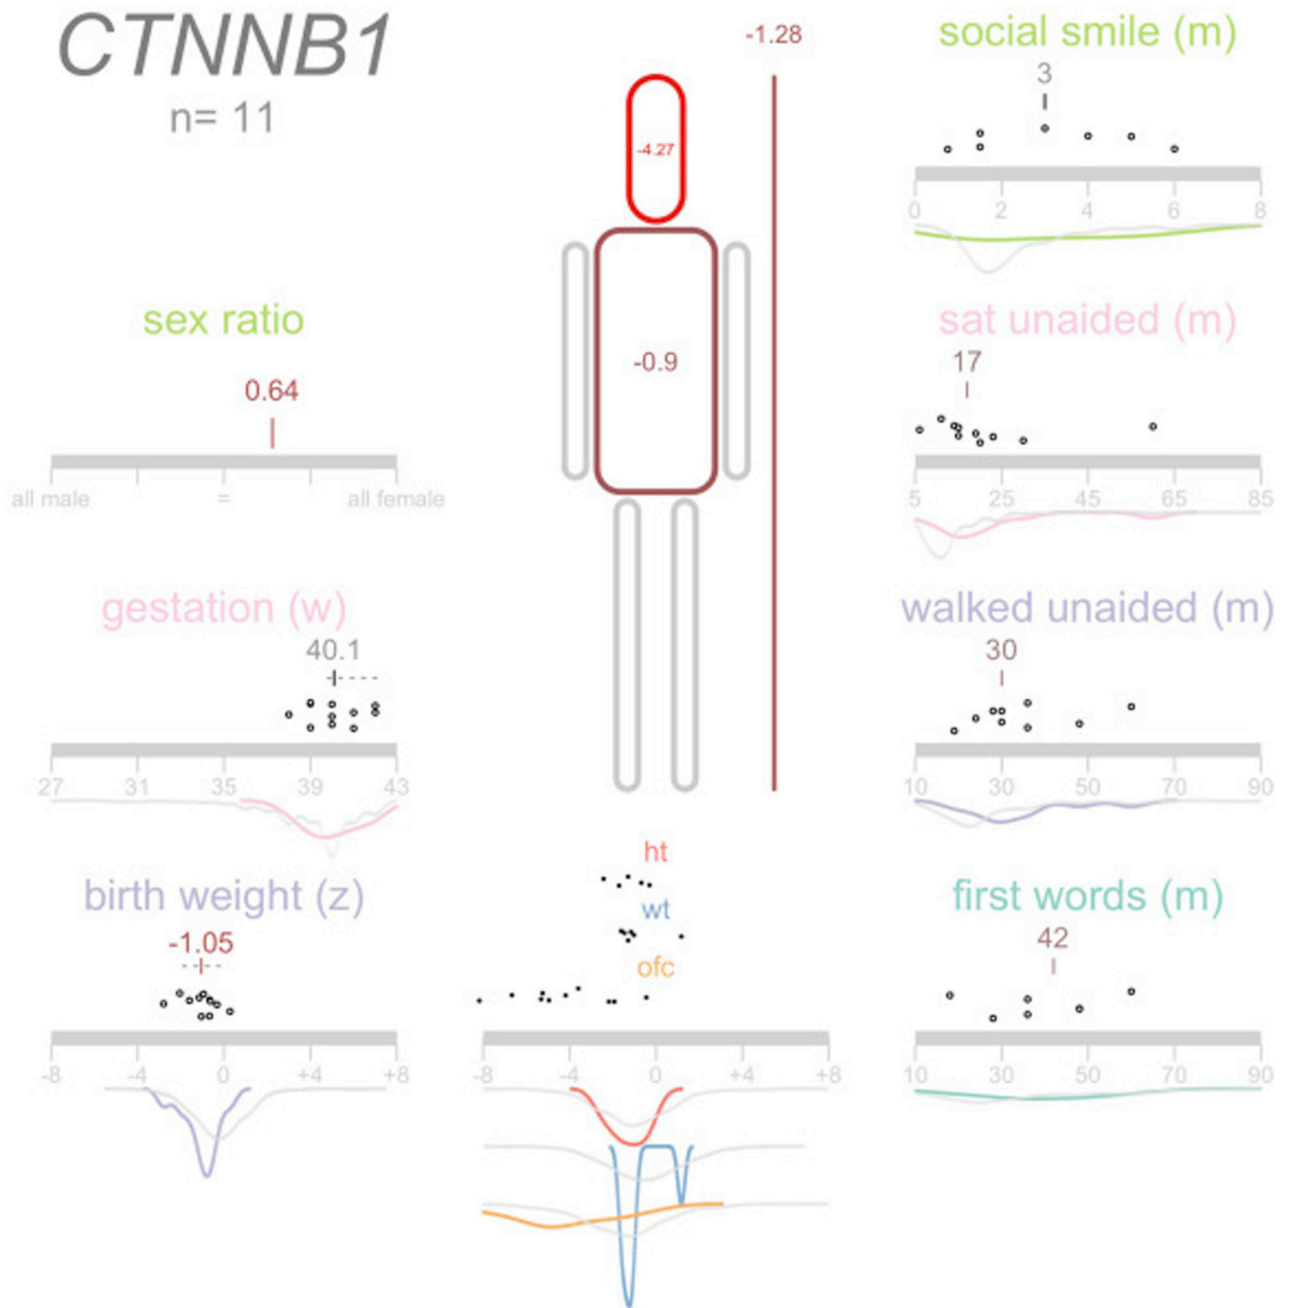 CTNNB1
n= 11
sex ratio
0.64
all male = all female
gestation (w)
40.1
27 31 35 39 43
birth weight (z)
-1.05
-8 -4 0 +4 +8
-1.28
-4.27
-0.9
ht
wt
ofc
-8 -4 0 +4 +8
social smile (m)
3
0 2 4 6 8
sat unaided (m)
17
5 25 45 65 85
walked unaided (m)
30
10 30 50 70 90
first words (m)
42
10 30 50 70 90